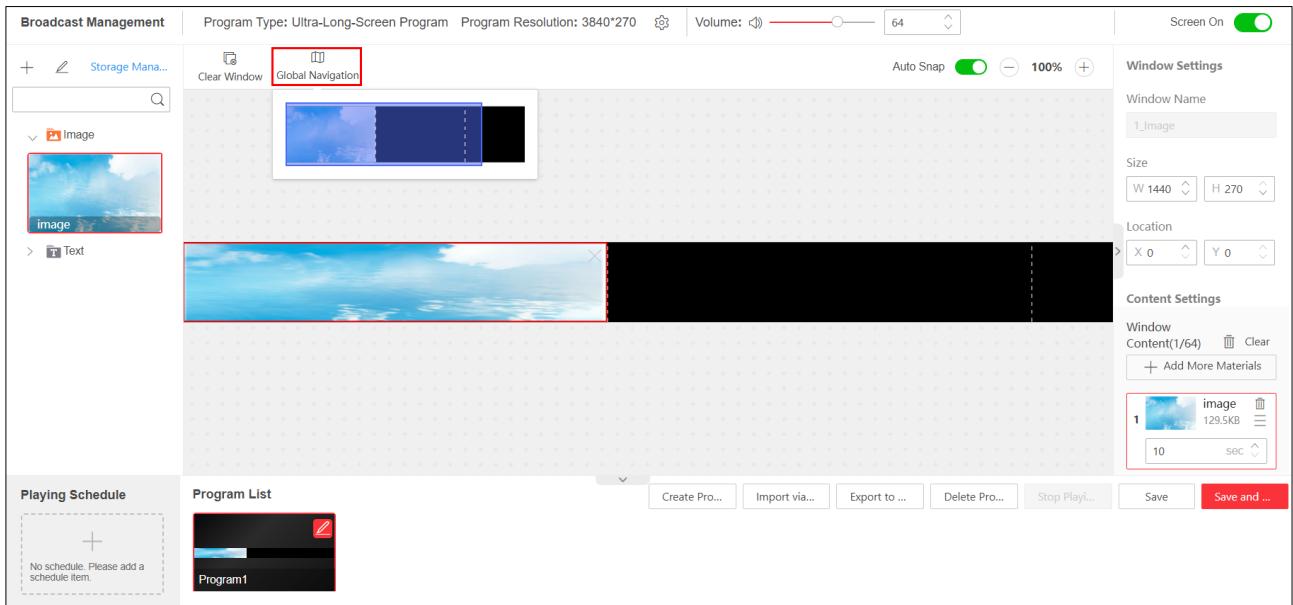 Broadcast Management
Program Type: Ultra-Long-Screen Program Program Resolution: 3840*270
Volume:
64
Screen On
Storage Mana...
Clear Window
Global Navigation
Auto Snap
100%
Window Settings
Window Name
1_Image
Image
image
Text
Size
W 1440
H 270
Location
X 0
Y 0
Content Settings
Window
Content(1/64)
Clear
Add More Materials
1
image
129.5KB
10
sec
Playing Schedule
No schedule. Please add a
schedule item.
Program List
Create Pro...
Import via...
Export to ...
Delete Pro...
Stop Playi...
Save
Save and ...
Program1